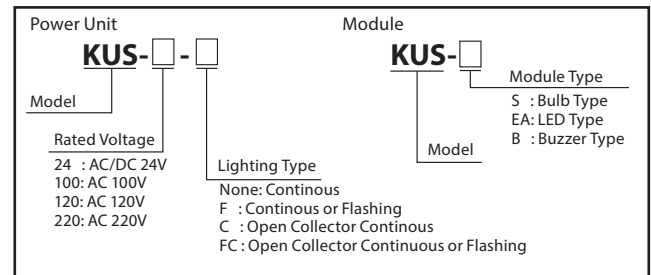 Power Unit
KUS-□ - □
Model
Rated Voltage
24 : AC/DC 24V
100: AC 100V
120: AC 120V
220: AC 220V
Lighting Type
None: Continous
F : Continous or Flashing
C : Open Collector Continous
FC : Open Collector Continuous or Flashing
Module
KUS-□
Module Type
S : Bulb Type
EA: LED Type
B : Buzzer Type
Model